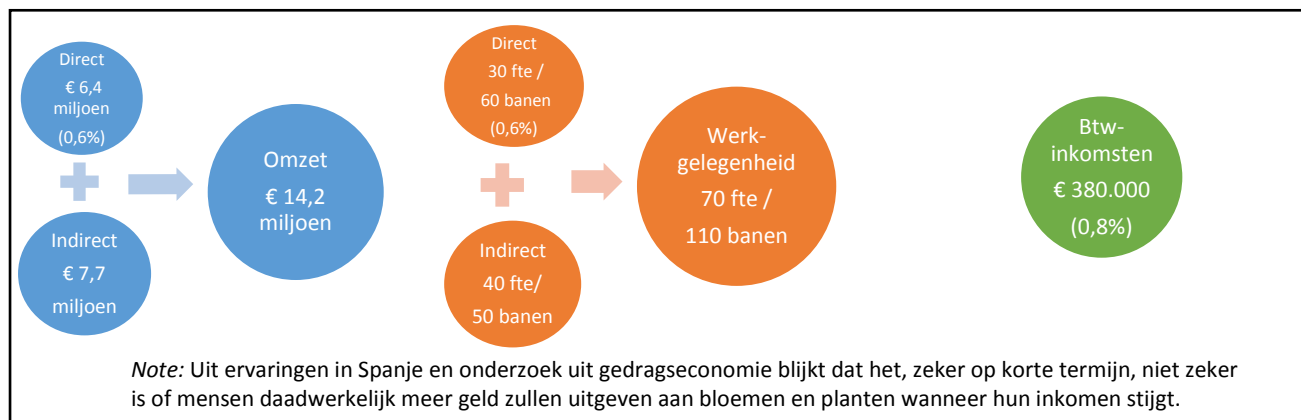 Direct
€ 6,4
miljoen
(0,6%)
Indirect
€ 7,7
miljoen
Omzet
€ 14,2
miljoen
Direct
30 fte /
60 banen
(0,6%)
Indirect
40 fte/
50 banen
Werk-
gelegenheid
70 fte /
110 banen
Btw-
inkomsten
€ 380.000
(0,8%)
Note: Uit ervaringen in Spanje en onderzoek uit gedragseconomie blijkt dat het, zeker op korte termijn, niet zeker
is of mensen daadwerkelijk meer geld zullen uitgeven aan bloemen en planten wanneer hun inkomen stijgt.